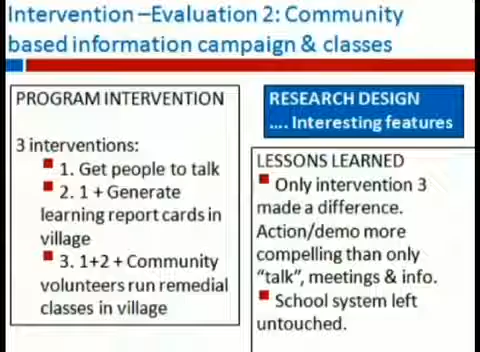 Intervention –Evaluation 2: Community
based information campaign & classes
PROGRAM INTERVENTION
3 interventions:
1. Get people to talk
2. 1 + Generate
learning report cards in
village
3. 1+2 + Community
volunteers run remedial
classes in village
RESEARCH DESIGN
.... Interesting features
LESSONS LEARNED
Only intervention 3
made a difference.
Action/demo more
compelling than only
“talk”, meetings & info.
School system left
untouched.